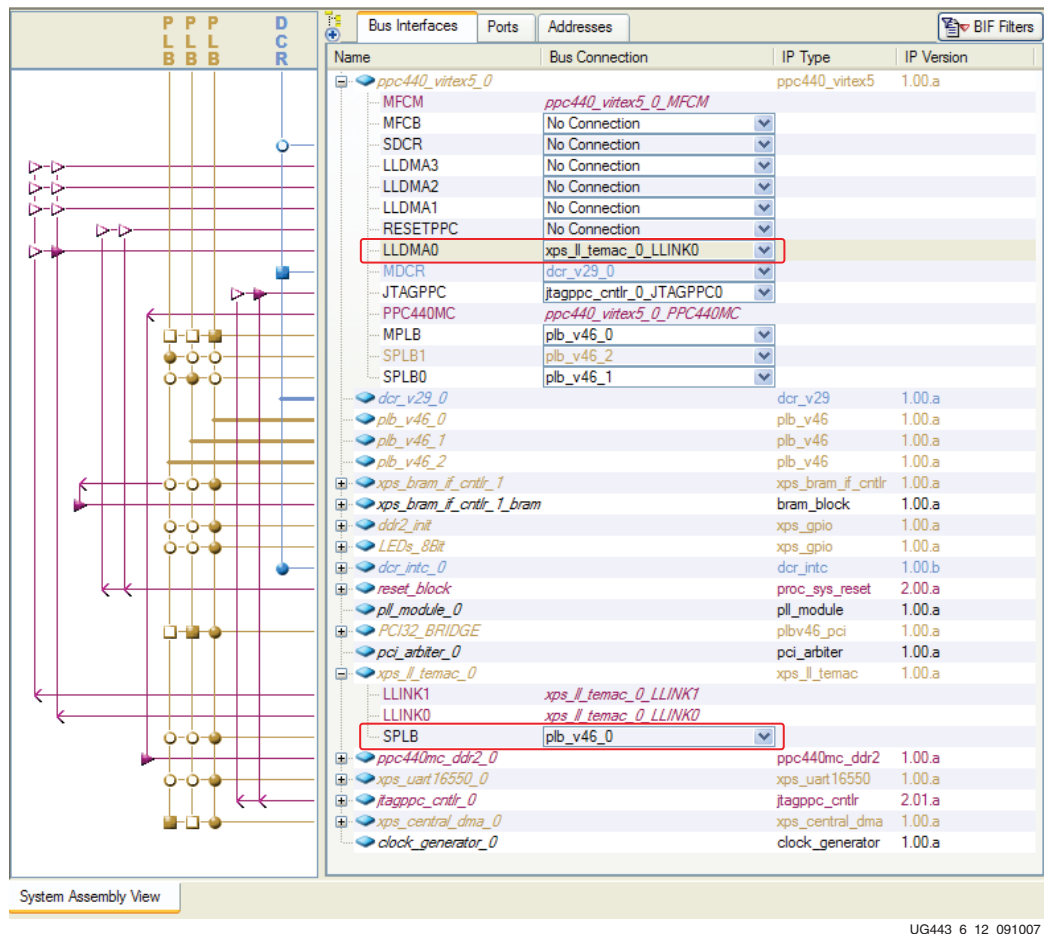 P P P D
L L L C
B B B R
Bus Interfaces Ports Addresses BIF Filters
Name Bus Connection IP Type IP Version
ppc440_virtex5_0 ppc440_virtex5 1.00.a
MFCM ppc440_virtex5_0_MFCM
MFCB No Connection
SDCR No Connection
LLDMA3 No Connection
LLDMA2 No Connection
LLDMA1 No Connection
RESETPPC No Connection
LLDMA0 xps_ll_temac_0_LLINK0
MDCR dcr_v29_0
JTAGPPC jtagppc_cntlr_0_JTAGPPC0
PPC440MC ppc440_virtex5_0_PPC440MC
MPLB plb_v46_0
SPLB1 plb_v46_2
SPLB0 plb_v46_1
dcr_v29_0 dcr_v29 1.00.a
plb_v46_0 plb_v46 1.00.a
plb_v46_1 plb_v46 1.00.a
plb_v46_2 plb_v46 1.00.a
xps_bram_if_cntlr_1 xps_bram_if_cntlr 1.00.a
xps_bram_if_cntlr_1_bram bram_block 1.00.a
ddr2_init xps_gpio 1.00.a
LEDs_8Bit xps_gpio 1.00.a
dcr_intc_0 dcr_intc 1.00.b
reset_block proc_sys_reset 2.00.a
pll_module_0 pll_module 1.00.a
PCI32_BRIDGE plbv46_pci 1.00.a
pci_arbiter_0 pci_arbiter 1.00.a
xps_ll_temac_0 xps_ll_temac 1.00.a
LLINK1 xps_ll_temac_0_LLINK1
LLINK0 xps_ll_temac_0_LLINK0
SPLB plb_v46_0
ppc440mc_ddr2_0 ppc440mc_ddr2 1.00.a
xps_uart16550_0 xps_uart16550 1.00.a
jtagppc_cntlr_0 jtagppc_cntlr 2.01.a
xps_central_dma_0 xps_central_dma 1.00.a
clock_generator_0 clock_generator 1.00.a
System Assembly View
UG443_6_12_091007